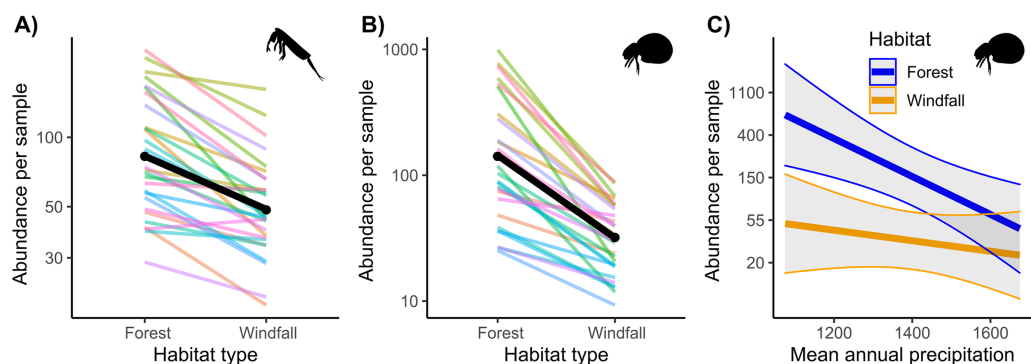 A)
Abundance per sample
100
50
30
Forest
Windfall
Habitat type
B)
Abundance per sample
1000
100
10
Forest
Windfall
Habitat type
C)
Habitat
Forest
Windfall
Abundance per sample
1100
400
150
55
20
1200
1400
1600
Mean annual precipitation